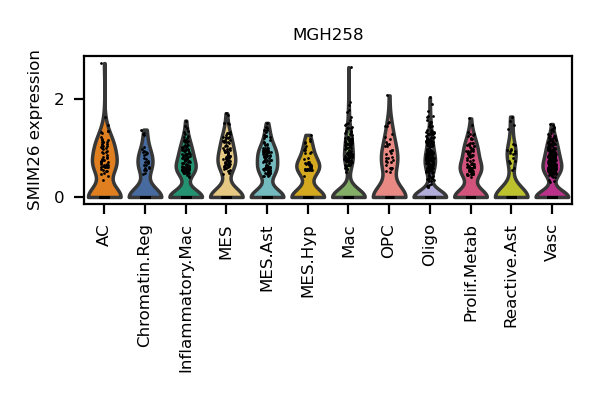 MGH258
SMIM26 expression
2
0
AC
Chromatin.Reg
Inflammatory.Mac
MES
MES.Ast
MES.Hyp
Mac
OPC
Oligo
Prolif.Metab
Reactive.Ast
Vasc